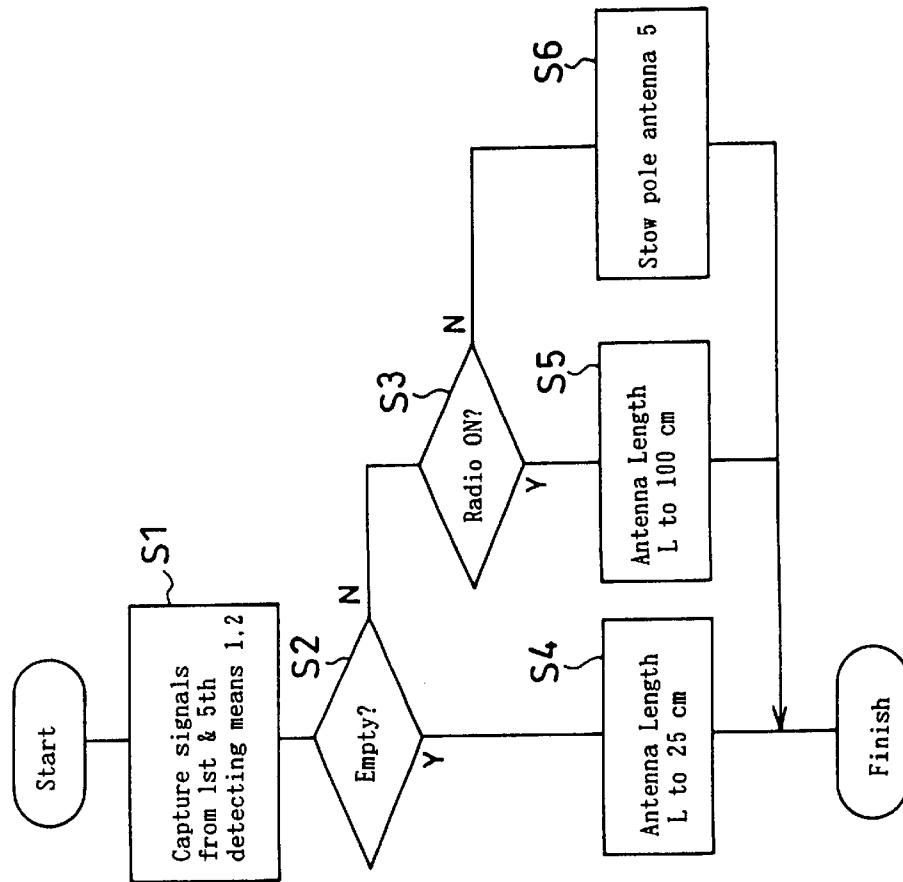 Start
S1
Capture signals
from 1st & 5th
detecting means 1.2
S2
Empty?
N
Y
S3
Radio ON?
N
Y
S4
Antenna Length
L to 25 cm
S5
Antenna Length
L to 100 cm
S6
Stow pole antenna 5
Finish